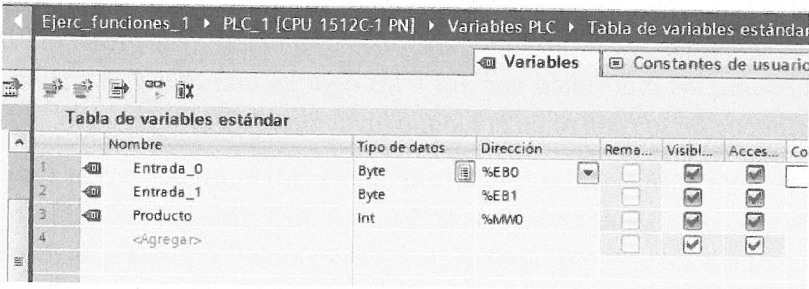 Ejerc_funciones_1 ▸ PLC_1 [CPU 1512C-1 PN] ▸ Variables PLC ▸ Tabla de variables estándar
Variables Constantes de usuario
Tabla de variables estándar
Nombre Tipo de datos Dirección Rema... Visibl... Acces... Co
1 Entrada_0 Byte %EB0
2 Entrada_1 Byte %EB1
3 Producto Int %MW0
4 <Agregar>